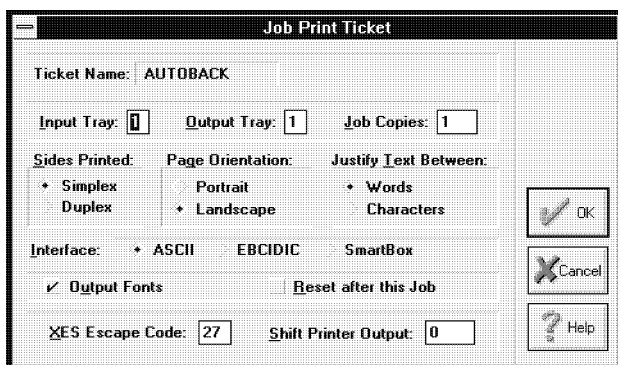 Job Print Ticket
Ticket Name: AUTOBACK
Input Tray: 1 Output Tray: 1 Job Copies: 1
Sides Printed: Page Orientation: Justify Text Between:
Simplex Portrait Words
Duplex Landscape Characters
OK
Interface: ASCII EBCIDIC SmartBox
Cancel
Output Fonts Reset after this Job
XES Escape Code: 27 Shift Printer Output: 0
Help